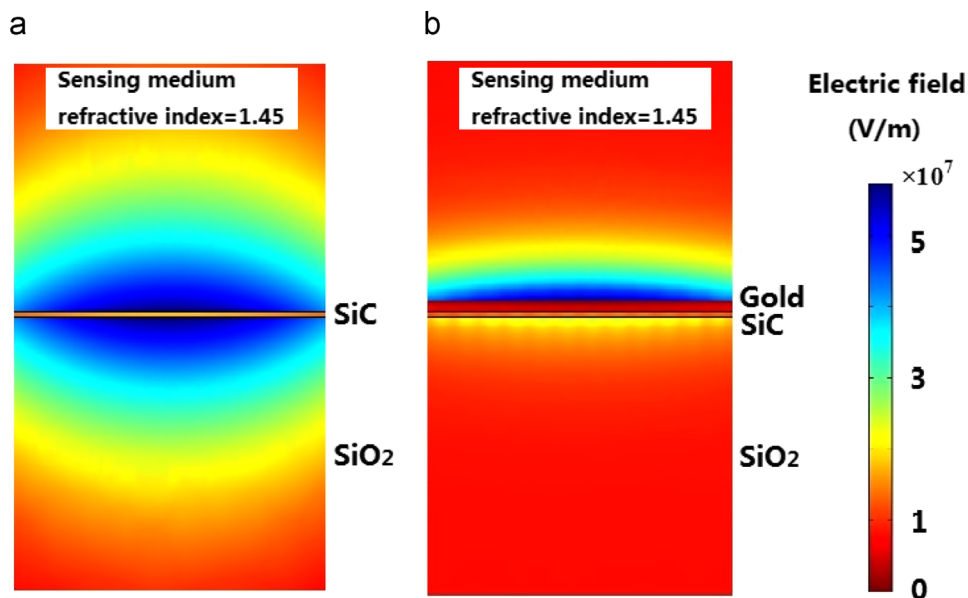 a
Sensing medium
refractive index=1.45
SiC
SiO2
b
Sensing medium
refractive index=1.45
Gold
SiC
SiO2
Electric field
(V/m)
×10⁷
5
3
1
0